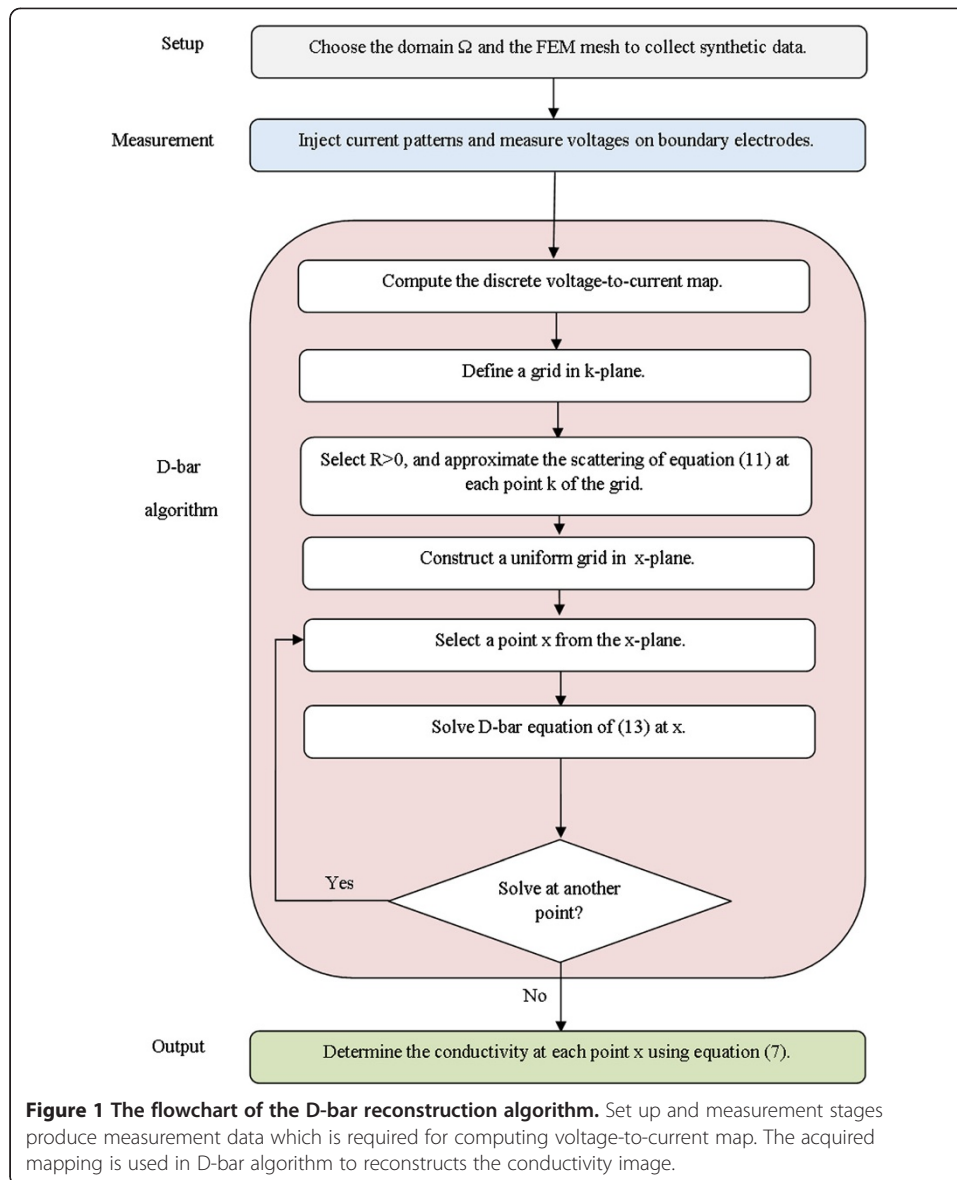 Setup
Choose the domain Ω and the FEM mesh to collect synthetic data.
Measurement
Inject current patterns and measure voltages on boundary electrodes.
Compute the discrete voltage-to-current map.
Define a grid in k-plane.
D-bar
algorithm
Select R>0, and approximate the scattering of equation (11) at
each point k of the grid.
Construct a uniform grid in x-plane.
Select a point x from the x-plane.
Solve D-bar equation of (13) at x.
Yes
Solve at another
point?
No
Output
Determine the conductivity at each point x using equation (7).
Figure 1 The flowchart of the D-bar reconstruction algorithm. Set up and measurement stages
produce measurement data which is required for computing voltage-to-current map. The acquired
mapping is used in D-bar algorithm to reconstructs the conductivity image.